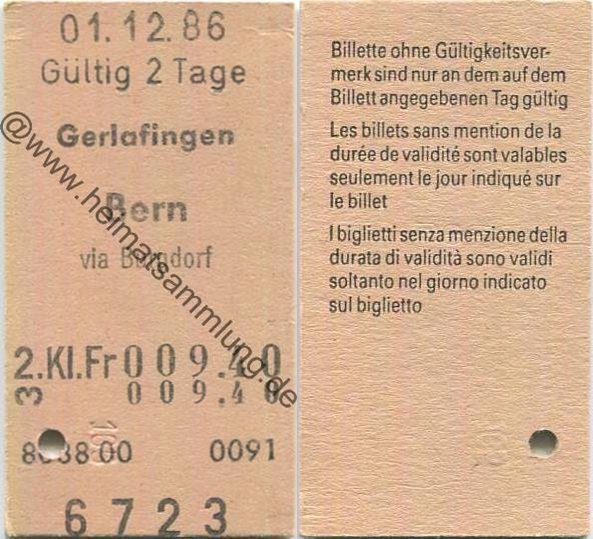 01.12.86
Gültig 2 Tage
Gerlafingen
Bern
via Burgdorf
2.Kl.Fr 009.40
3 009.40
0091
6723
@www.heimatsammlung.de
Billette ohne Gültigkeitsver-
merk sind nur an dem auf dem
Billett angegebenen Tag gültig
Les billets sans mention de la
durée de validité sont valables
seulement le jour indiqué sur
le billet
I biglietti senza menzione della
durata di validità sono validi
soltanto nel giorno indicato
sul biglietto